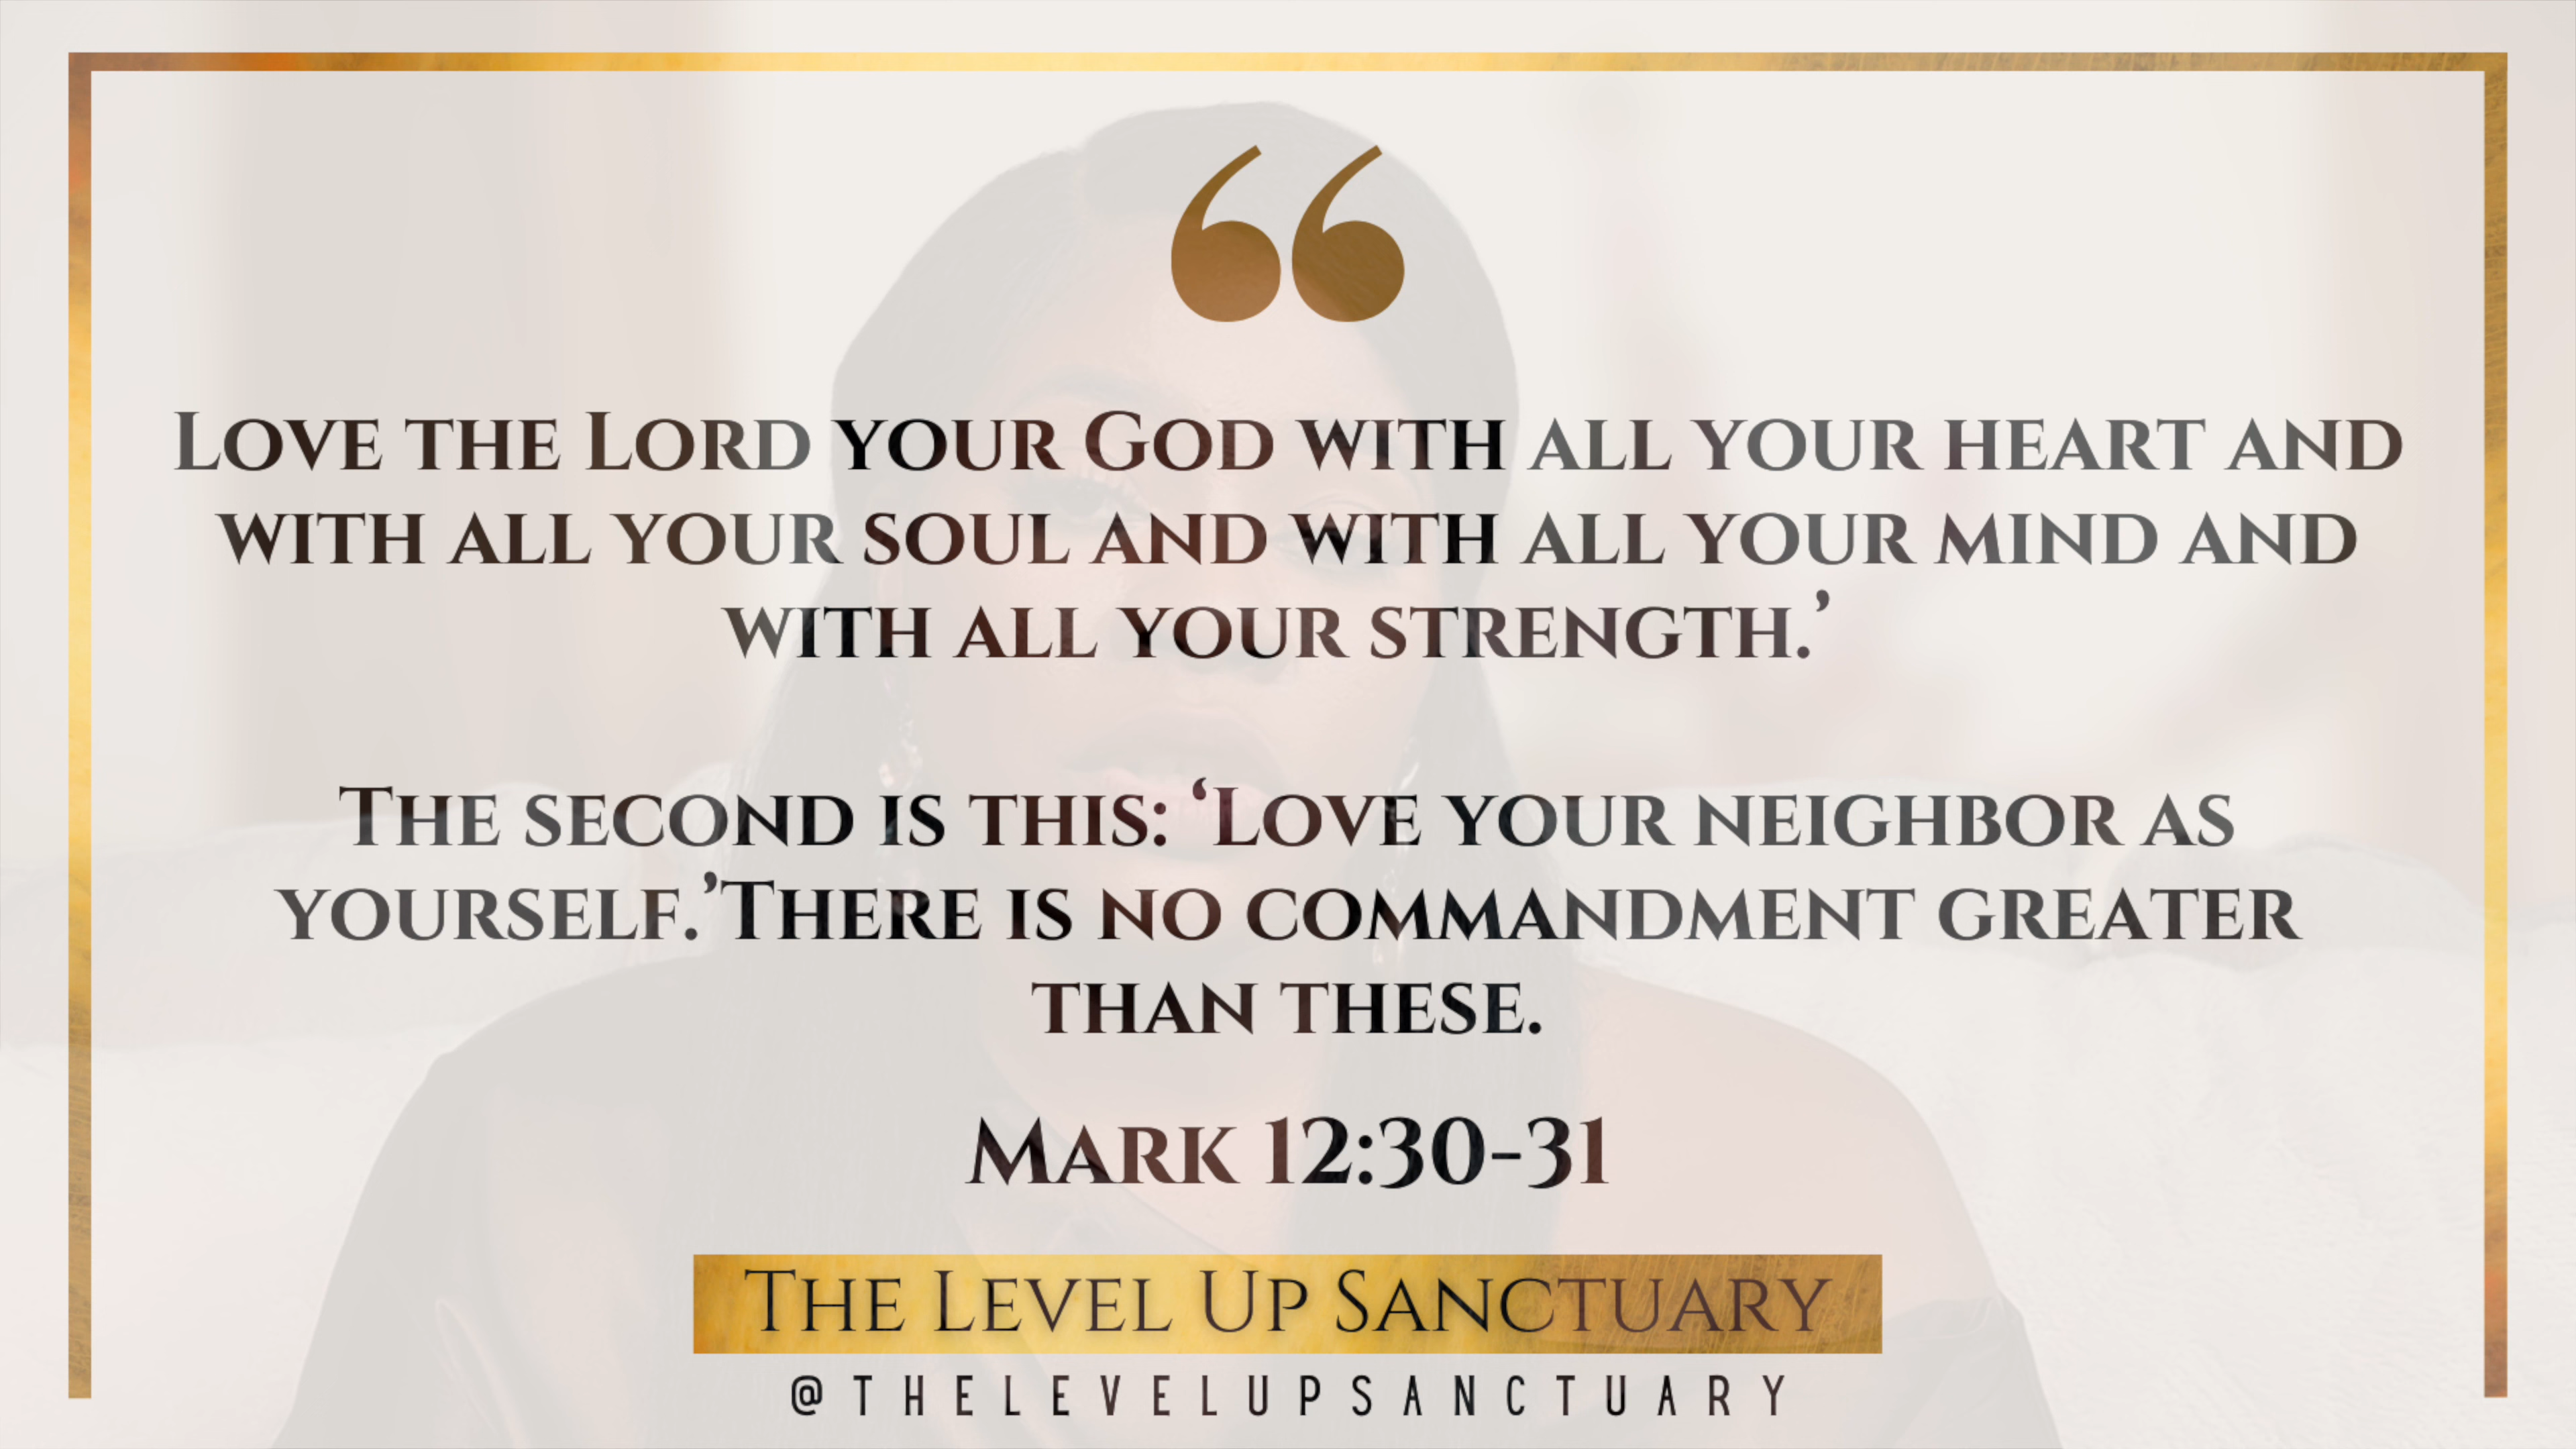 “
Love the Lord your God with all your heart and
with all your soul and with all your mind and
with all your strength.’
The second is this: ‘Love your neighbor as
yourself.’There is no commandment greater
than these.
Mark 12:30-31
The Level Up Sanctuary
@THELEVELUPSANCTUARY